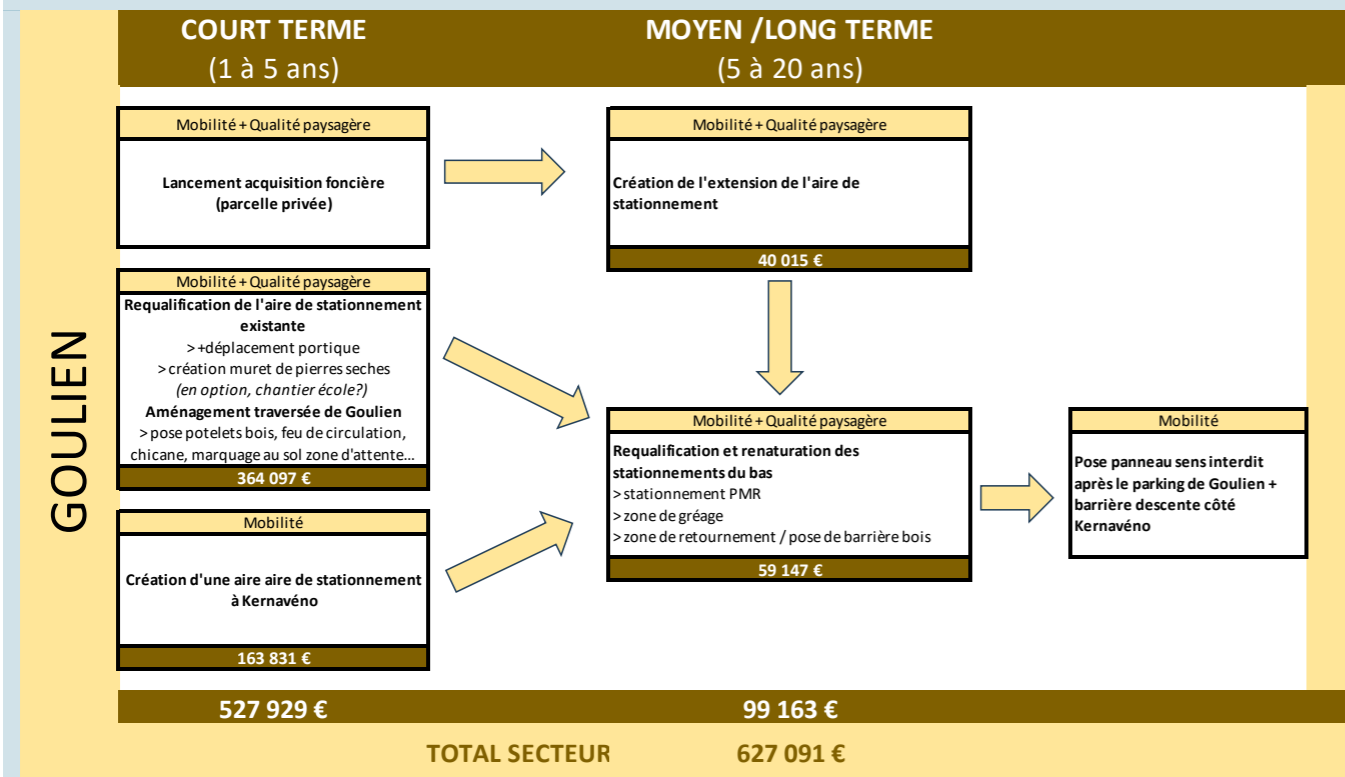 GOULIEN
COURT TERME
(1 à 5 ans)
MOYEN /LONG TERME
(5 à 20 ans)
Mobilité + Qualité paysagère
Lancement acquisition foncière
(parcelle privée)
Mobilité + Qualité paysagère
Création de l'extension de l'aire de
stationnement
40 015 €
Mobilité + Qualité paysagère
Requalification de l'aire de stationnement
existante
> +déplacement portique
> création muret de pierres seches
(en option, chantier école?)
Aménagement traversée de Goulien
> pose potelets bois, feu de circulation,
chicane, marquage au sol zone d'attente...
364 097 €
Mobilité
Création d'une aire aire de stationnement
à Kernavéno
163 831 €
Mobilité + Qualité paysagère
Requalification et renaturation des
stationnements du bas
> stationnement PMR
> zone de gréage
> zone de retournement / pose de barrière bois
59 147 €
Mobilité
Pose panneau sens interdit
après le parking de Goulien +
barrière descente côté
Kernavéno
527 929 €
99 163 €
TOTAL SECTEUR
627 091 €